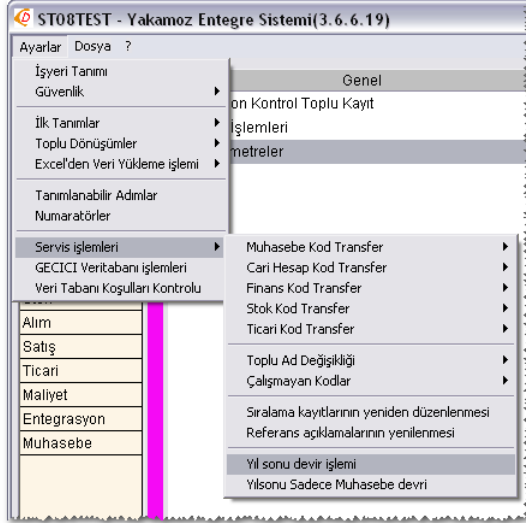 ST08TEST - Yakamoz Entegre Sistemi(3.6.6.19)
Ayarlar Dosya ?
İşyeri Tanımı
Güvenlik
İlk Tanımlar
Toplu Dönüşümler
Excel'den Veri Yükleme işlemi
Tanımlanabilir Adımlar
Numaratörler
Servis işlemleri
GECICI Veritabanı işlemleri
Veri Tabanı Koşulları Kontrolu
Genel
on Kontrol Toplu Kayıt
İşlemleri
metreler
Muhasebe Kod Transfer
Cari Hesap Kod Transfer
Finans Kod Transfer
Stok Kod Transfer
Ticari Kod Transfer
Toplu Ad Değişikliği
Çalışmayan Kodlar
Sıralama kayıtlarının yeniden düzenlenmesi
Referans açıklamalarının yenilenmesi
Yıl sonu devir işlemi
Yılsonu Sadece Muhasebe devri
Alım
Satış
Ticari
Maliyet
Entegrasyon
Muhasebe